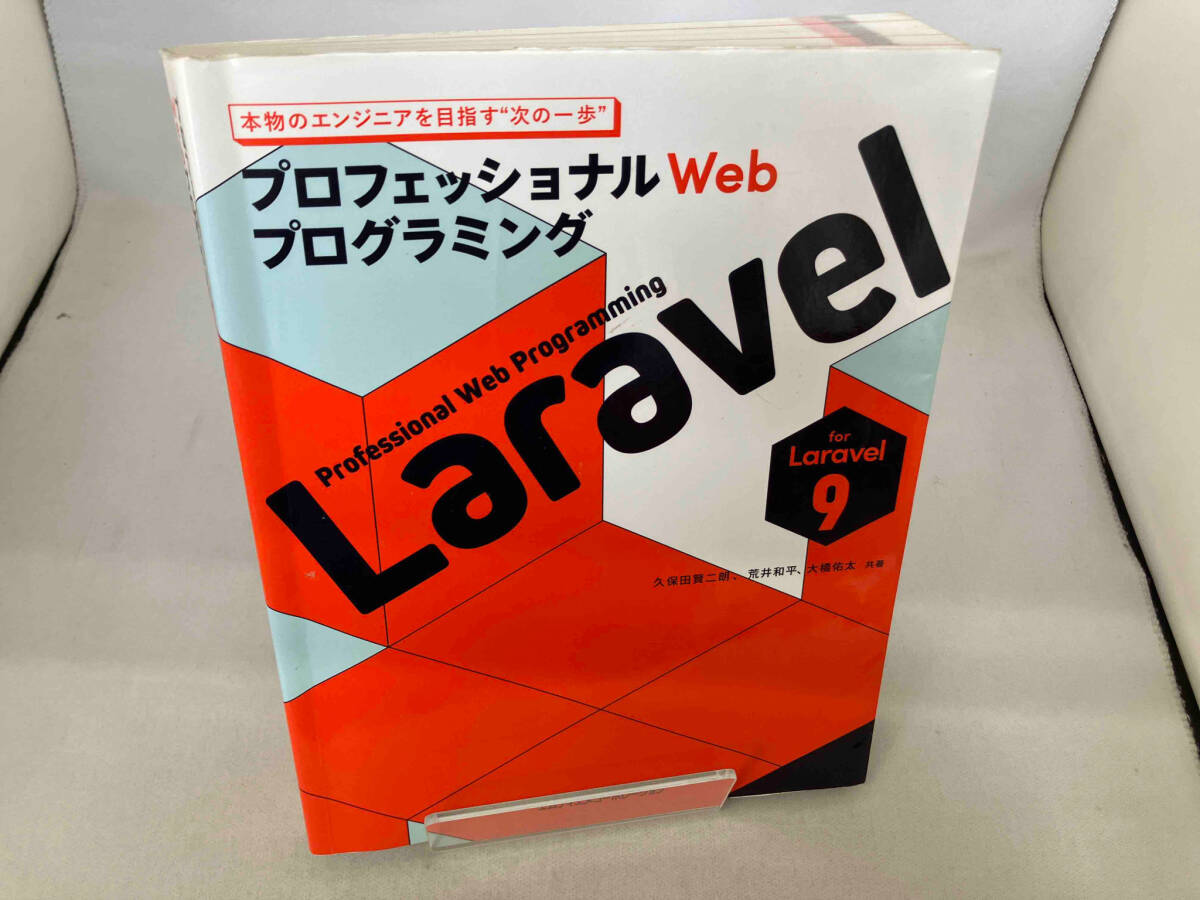 本物のエンジニアを目指す“次の一歩”
プロフェッショナルWeb
プログラミング
Laravel
Professional Web Programming
for
Laravel
9
久保田賢二朗、荒井和平、大橋佑太 共著